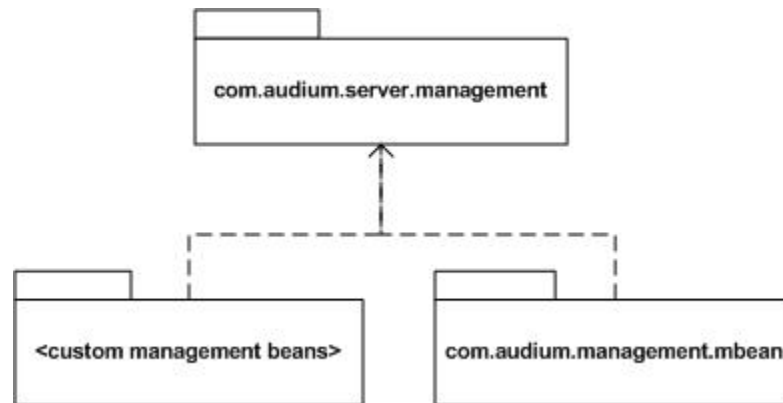 com.audium.server.management
<custom management beans>
com.audium.management.mbean